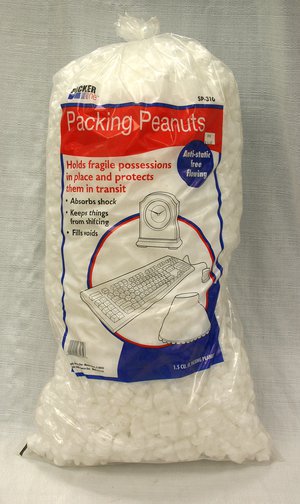 SP-310
Packing Peanuts
Anti-static
free
flowing
Holds fragile possessions
in place and protects
them in transit
• Absorbs shock
• Keeps things
from shifting
• Fills voids